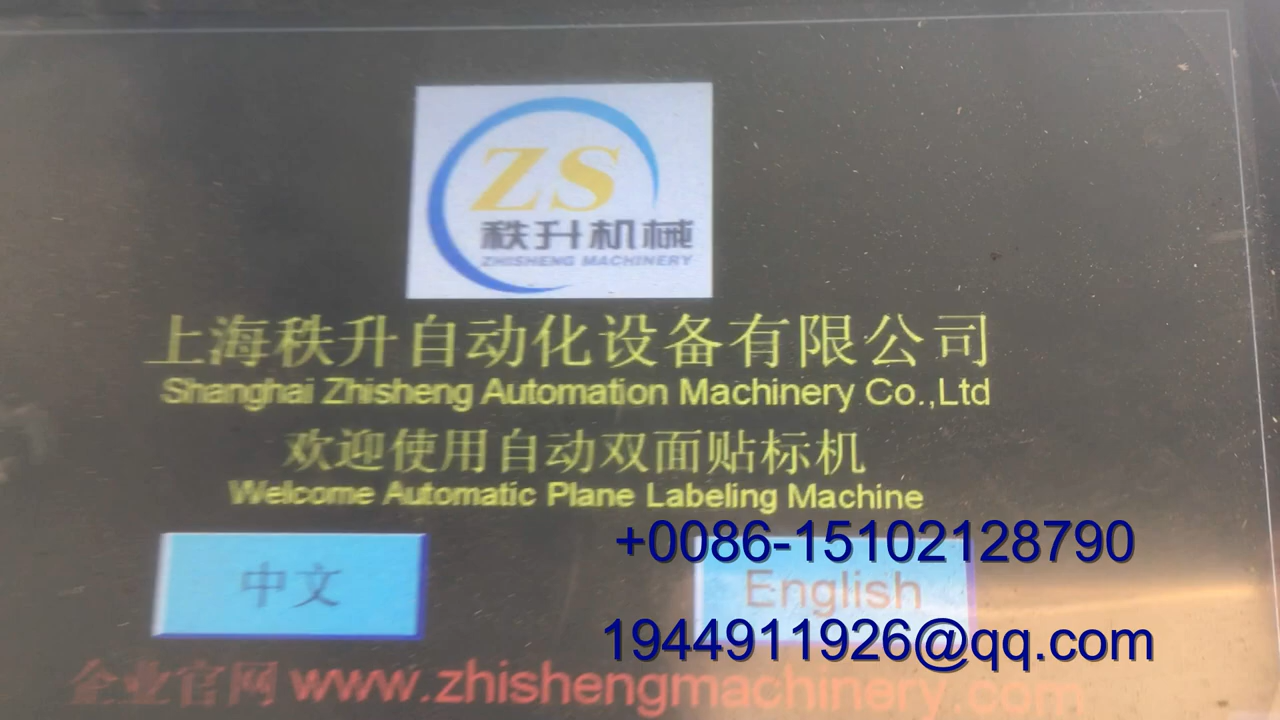 ZS
秩升机械
ZHISHENG MACHINERY
上海秩升自动化设备有限公司
Shanghai Zhisheng Automation Machinery Co.,Ltd
欢迎使用自动双面贴标机
Welcome Automatic Plane Labeling Machine
+0086-15102128790
中文
English
1944911926@qq.com
企业官网 www.zhishengmachinery.com